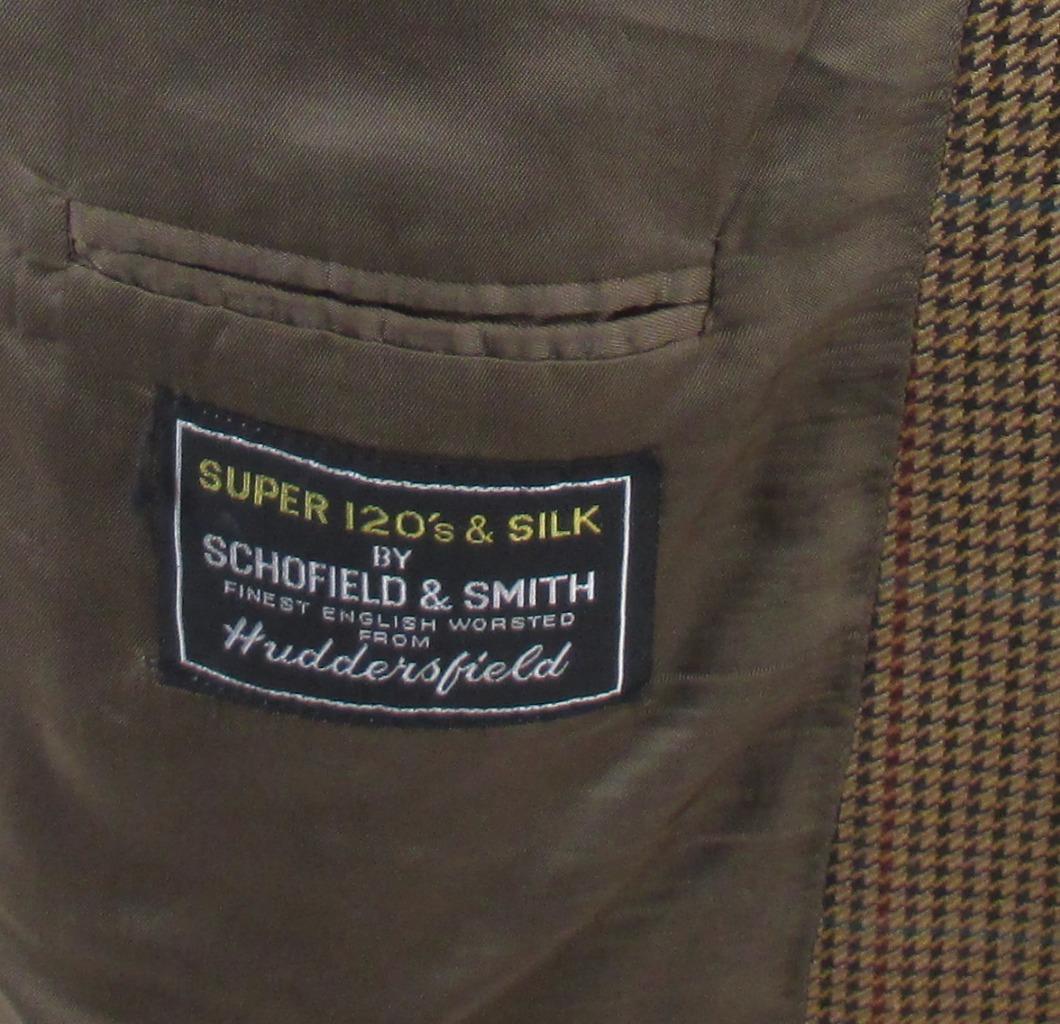 SUPER 120's & SILK
BY
SCHOFIELD & SMITH
FINEST ENGLISH WORSTED
FROM
Huddersfield